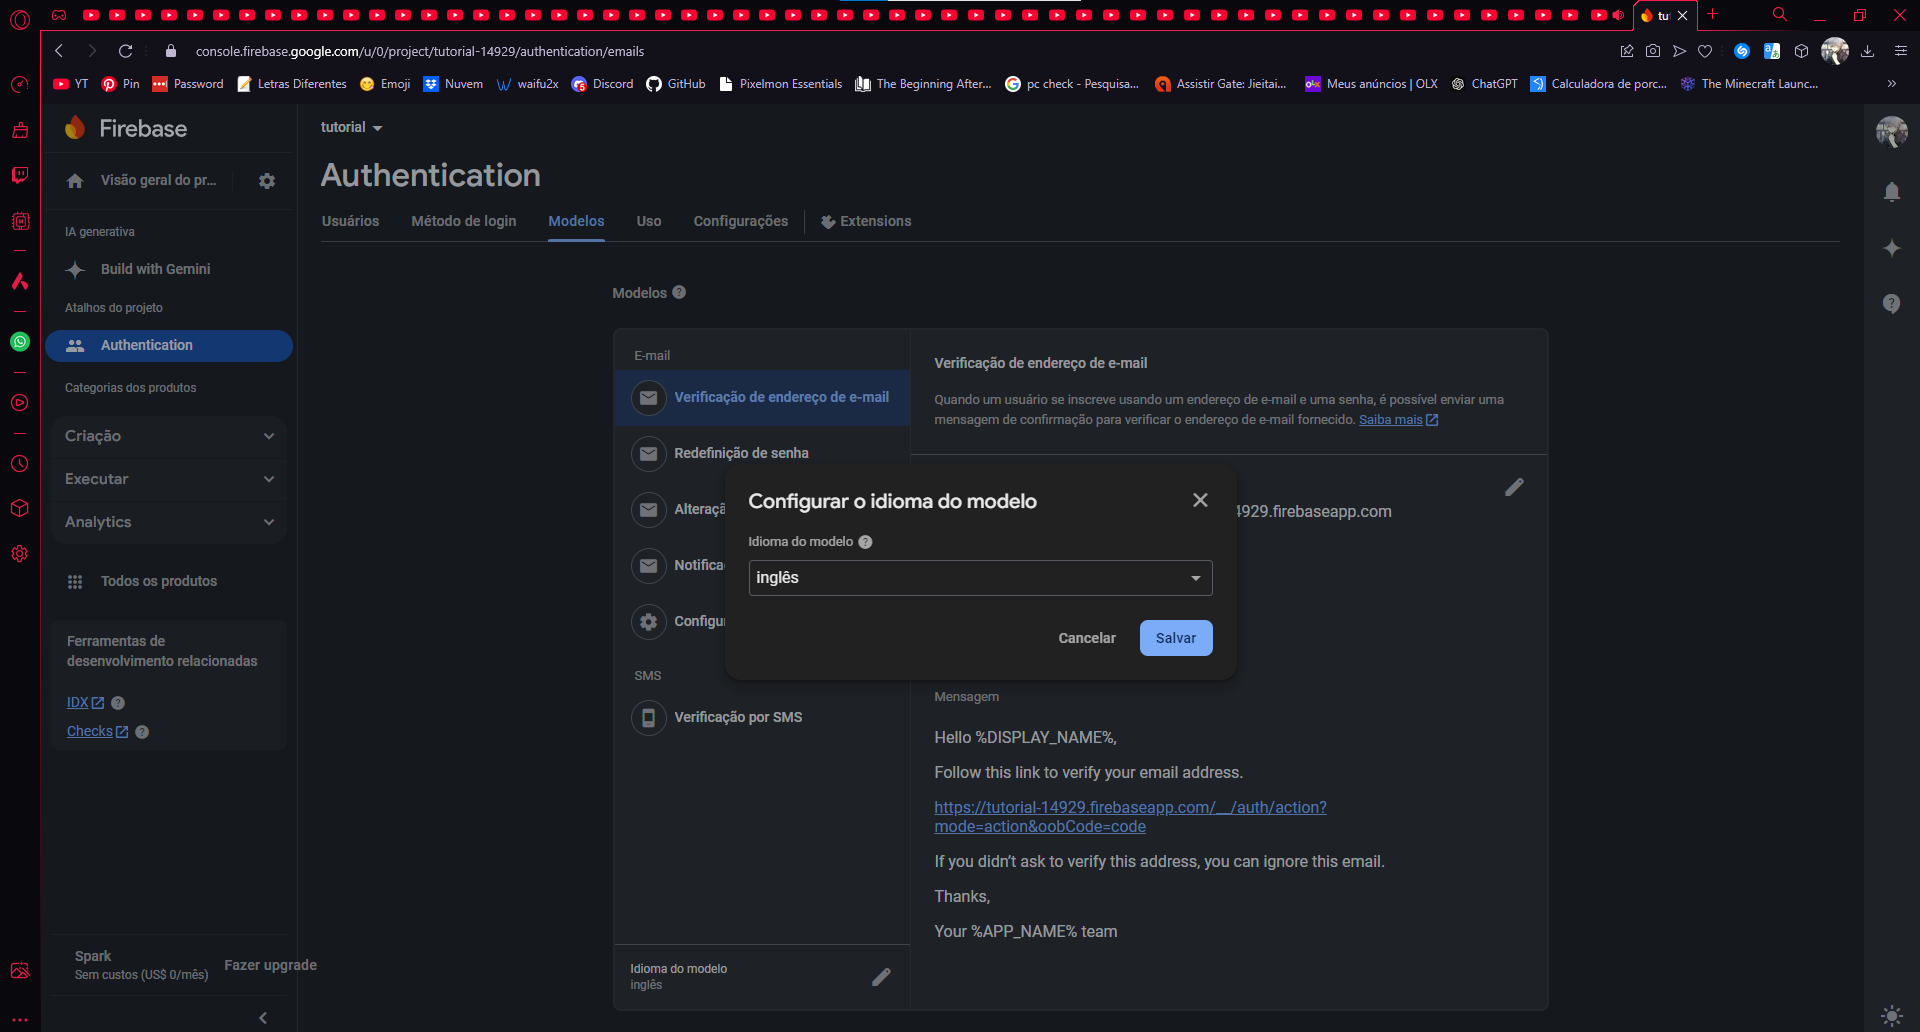 tu
console.firebase.google.com/u/0/project/tutorial-14929/authentication/emails
YT
Pin
Password
Letras Diferentes
Emoji
Nuvem
waifu2x
Discord
GitHub
Pixelmon Essentials
The Beginning After...
pc check - Pesquisa...
Assistir Gate: Jieitai...
Meus anúncios | OLX
ChatGPT
Calculadora de porc...
The Minecraft Launc...
»
Firebase
Visão geral do pr...
IA generativa
Build with Gemini
Atalhos do projeto
Authentication
Categorias dos produtos
Criação
Executar
Analytics
Todos os produtos
Ferramentas de
desenvolvimento relacionadas
IDX
Checks
Spark
Sem custos (US$ 0/mês)
Fazer upgrade
tutorial
Authentication
Usuários
Método de login
Modelos
Uso
Configurações
Extensions
Modelos
E-mail
Verificação de endereço de e-mail
Redefinição de senha
Alteraçã
Notifica
Configu
SMS
Verificação por SMS
Idioma do modelo
inglês
Verificação de endereço de e-mail
Quando um usuário se inscreve usando um endereço de e-mail e uma senha, é possível enviar uma
mensagem de confirmação para verificar o endereço de e-mail fornecido. Saiba mais
4929.firebaseapp.com
Configurar o idioma do modelo
Idioma do modelo
inglês
Cancelar
Salvar
Mensagem
Hello %DISPLAY_NAME%,
Follow this link to verify your email address.
https://tutorial-14929.firebaseapp.com/__/auth/action?
mode=action&oobCode=code
If you didn’t ask to verify this address, you can ignore this email.
Thanks,
Your %APP_NAME% team